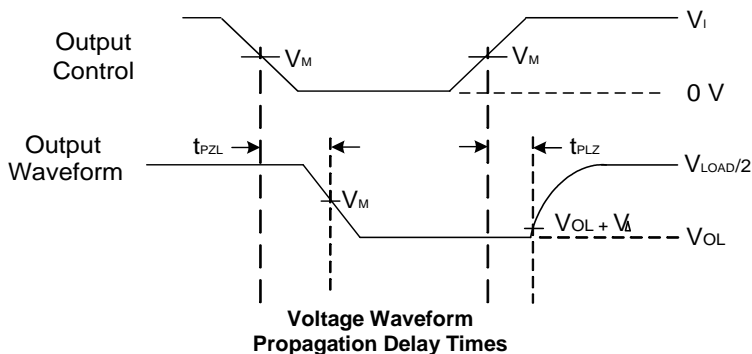 Output
Control
VM
VM
VI
0 V
Output
Waveform
tPZL
tPLZ
VM
VLOAD/2
VOL + VΔ
VOL
Voltage Waveform
Propagation Delay Times